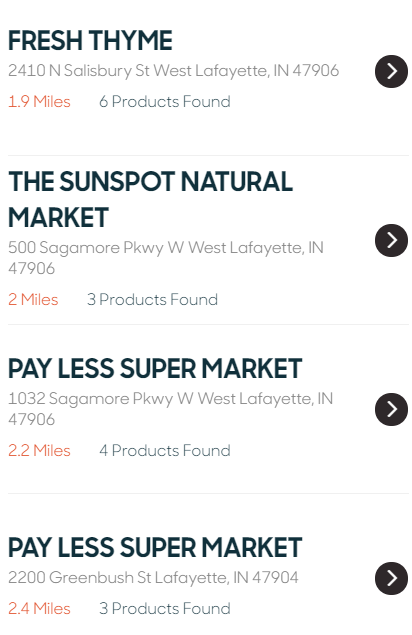 FRESH THYME
2410 N Salisbury St West Lafayette, IN 47906
1.9 Miles 6 Products Found
THE SUNSPOT NATURAL
MARKET
500 Sagamore Pkwy W West Lafayette, IN
47906
2 Miles 3 Products Found
PAY LESS SUPER MARKET
1032 Sagamore Pkwy W West Lafayette, IN
47906
2.2 Miles 4 Products Found
PAY LESS SUPER MARKET
2200 Greenbush St Lafayette, IN 47904
2.4 Miles 3 Products Found